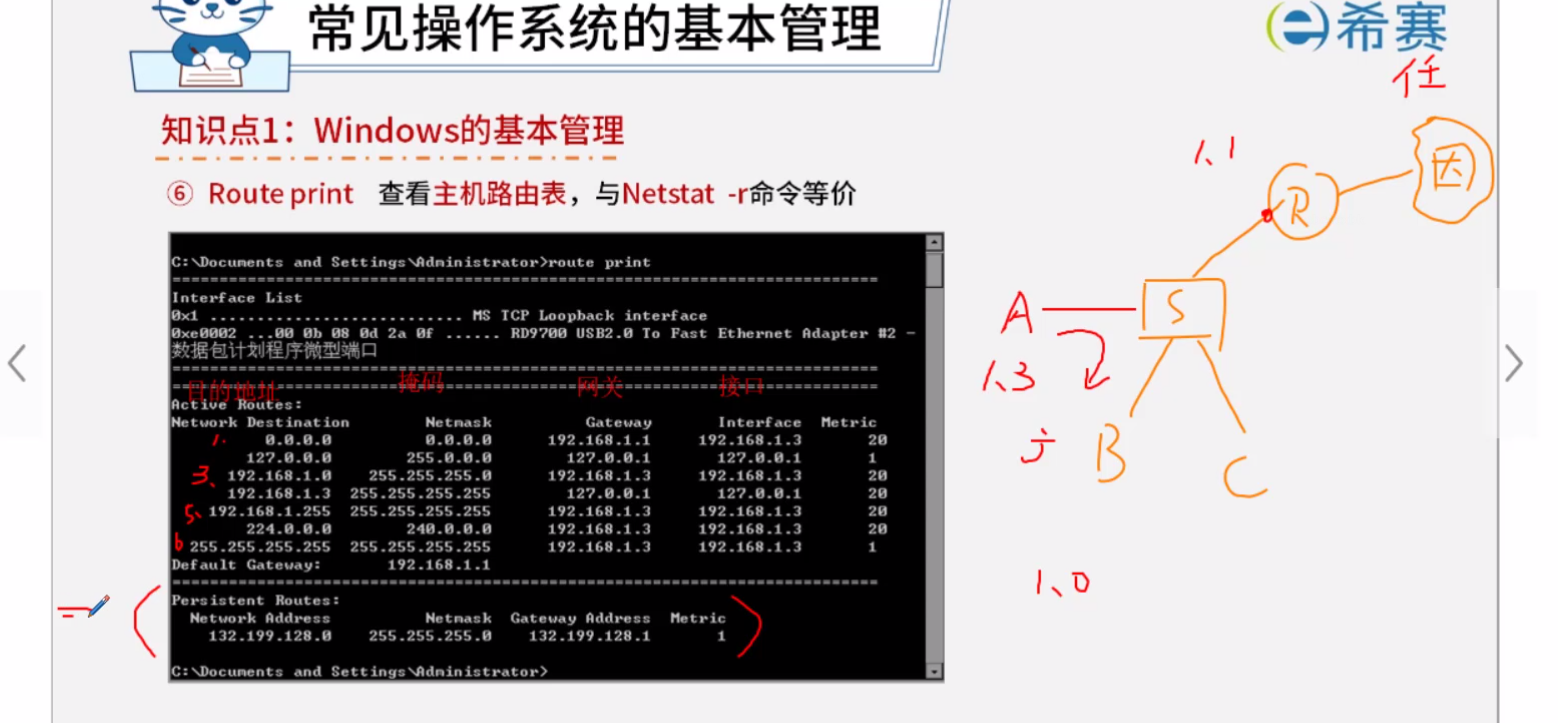 常见操作系统的基本管理
希赛
任
知识点1：Windows的基本管理
1、1
R
因
⑥ Route print 查看主机路由表，与Netstat -r命令等价
C:\Documents and Settings\Administrator>route print
===========================================================================
Interface List
0x1 ........................... MS TCP Loopback interface
0xe0002 ...00 0b 08 0d 2a 0f ...... RD9700 USB2.0 To Fast Ethernet Adapter #2 -
数据包计划程序微型端口
===========================================================================
===========================================================================
目的地址 掩码 网关 接口
Active Routes:
Network Destination Netmask Gateway Interface Metric
1. 0.0.0.0 0.0.0.0 192.168.1.1 192.168.1.3 20
127.0.0.0 255.0.0.0 127.0.0.1 127.0.0.1 1
3、 192.168.1.0 255.255.255.0 192.168.1.3 192.168.1.3 20
192.168.1.3 255.255.255.255 127.0.0.1 127.0.0.1 20
5、 192.168.1.255 255.255.255.255 192.168.1.3 192.168.1.3 20
224.0.0.0 240.0.0.0 192.168.1.3 192.168.1.3 20
6 255.255.255.255 255.255.255.255 192.168.1.3 192.168.1.3 1
Default Gateway: 192.168.1.1
===========================================================================
Persistent Routes:
Network Address Netmask Gateway Address Metric
132.199.128.0 255.255.255.0 132.199.128.1 1
C:\Documents and Settings\Administrator>
A
S
1、3
B
C
1、0